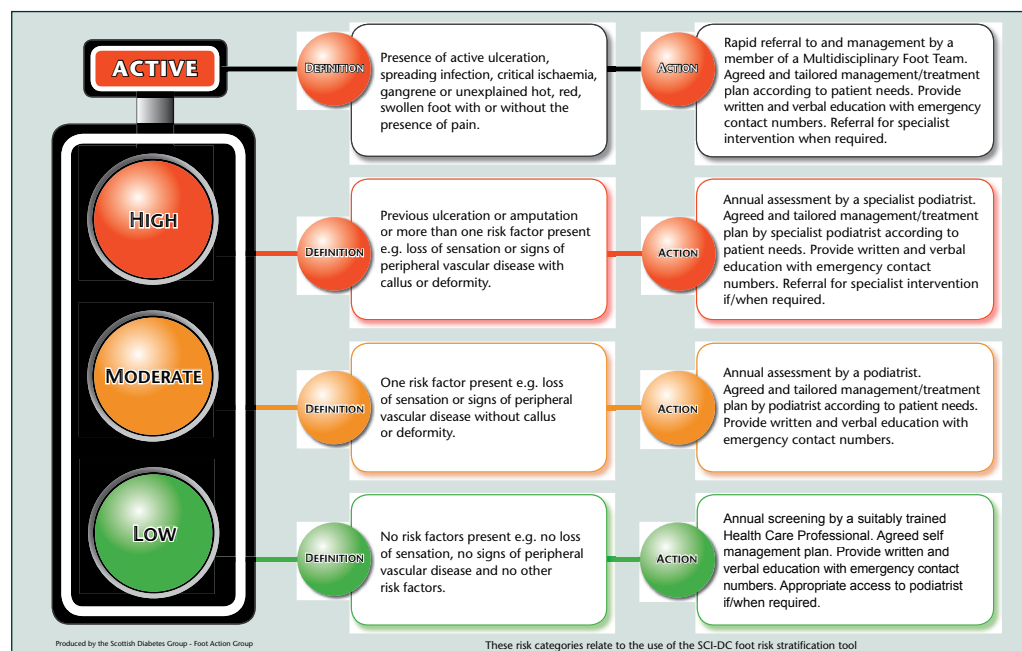 ACTIVE
DEFINITION
Presence of active ulceration,
spreading infection, critical ischaemia,
gangrene or unexplained hot, red,
swollen foot with or without the
presence of pain.
ACTION
Rapid referral to and management by a
member of a Multidisciplinary Foot Team.
Agreed and tailored management/treatment
plan according to patient needs. Provide
written and verbal education with emergency
contact numbers. Referral for specialist
intervention when required.
HIGH
DEFINITION
Previous ulceration or amputation
or more than one risk factor present
e.g. loss of sensation or signs of
peripheral vascular disease with
callus or deformity.
ACTION
Annual assessment by a specialist podiatrist.
Agreed and tailored management/treatment
plan by specialist podiatrist according to
patient needs. Provide written and verbal
education with emergency contact
numbers. Referral for specialist intervention
if/when required.
MODERATE
DEFINITION
One risk factor present e.g. loss
of sensation or signs of peripheral
vascular disease without callus
or deformity.
ACTION
Annual assessment by a podiatrist.
Agreed and tailored management/treatment
plan by podiatrist according to patient needs.
Provide written and verbal education with
emergency contact numbers.
LOW
DEFINITION
No risk factors present e.g. no loss
of sensation, no signs of peripheral
vascular disease and no other
risk factors.
ACTION
Annual screening by a suitably trained
Health Care Professional. Agreed self
management plan. Provide written and
verbal education with emergency contact
numbers. Appropriate access to podiatrist
if/when required.
Produced by the Scottish Diabetes Group - Foot Action Group
These risk categories relate to the use of the SCI-DC foot risk stratification tool